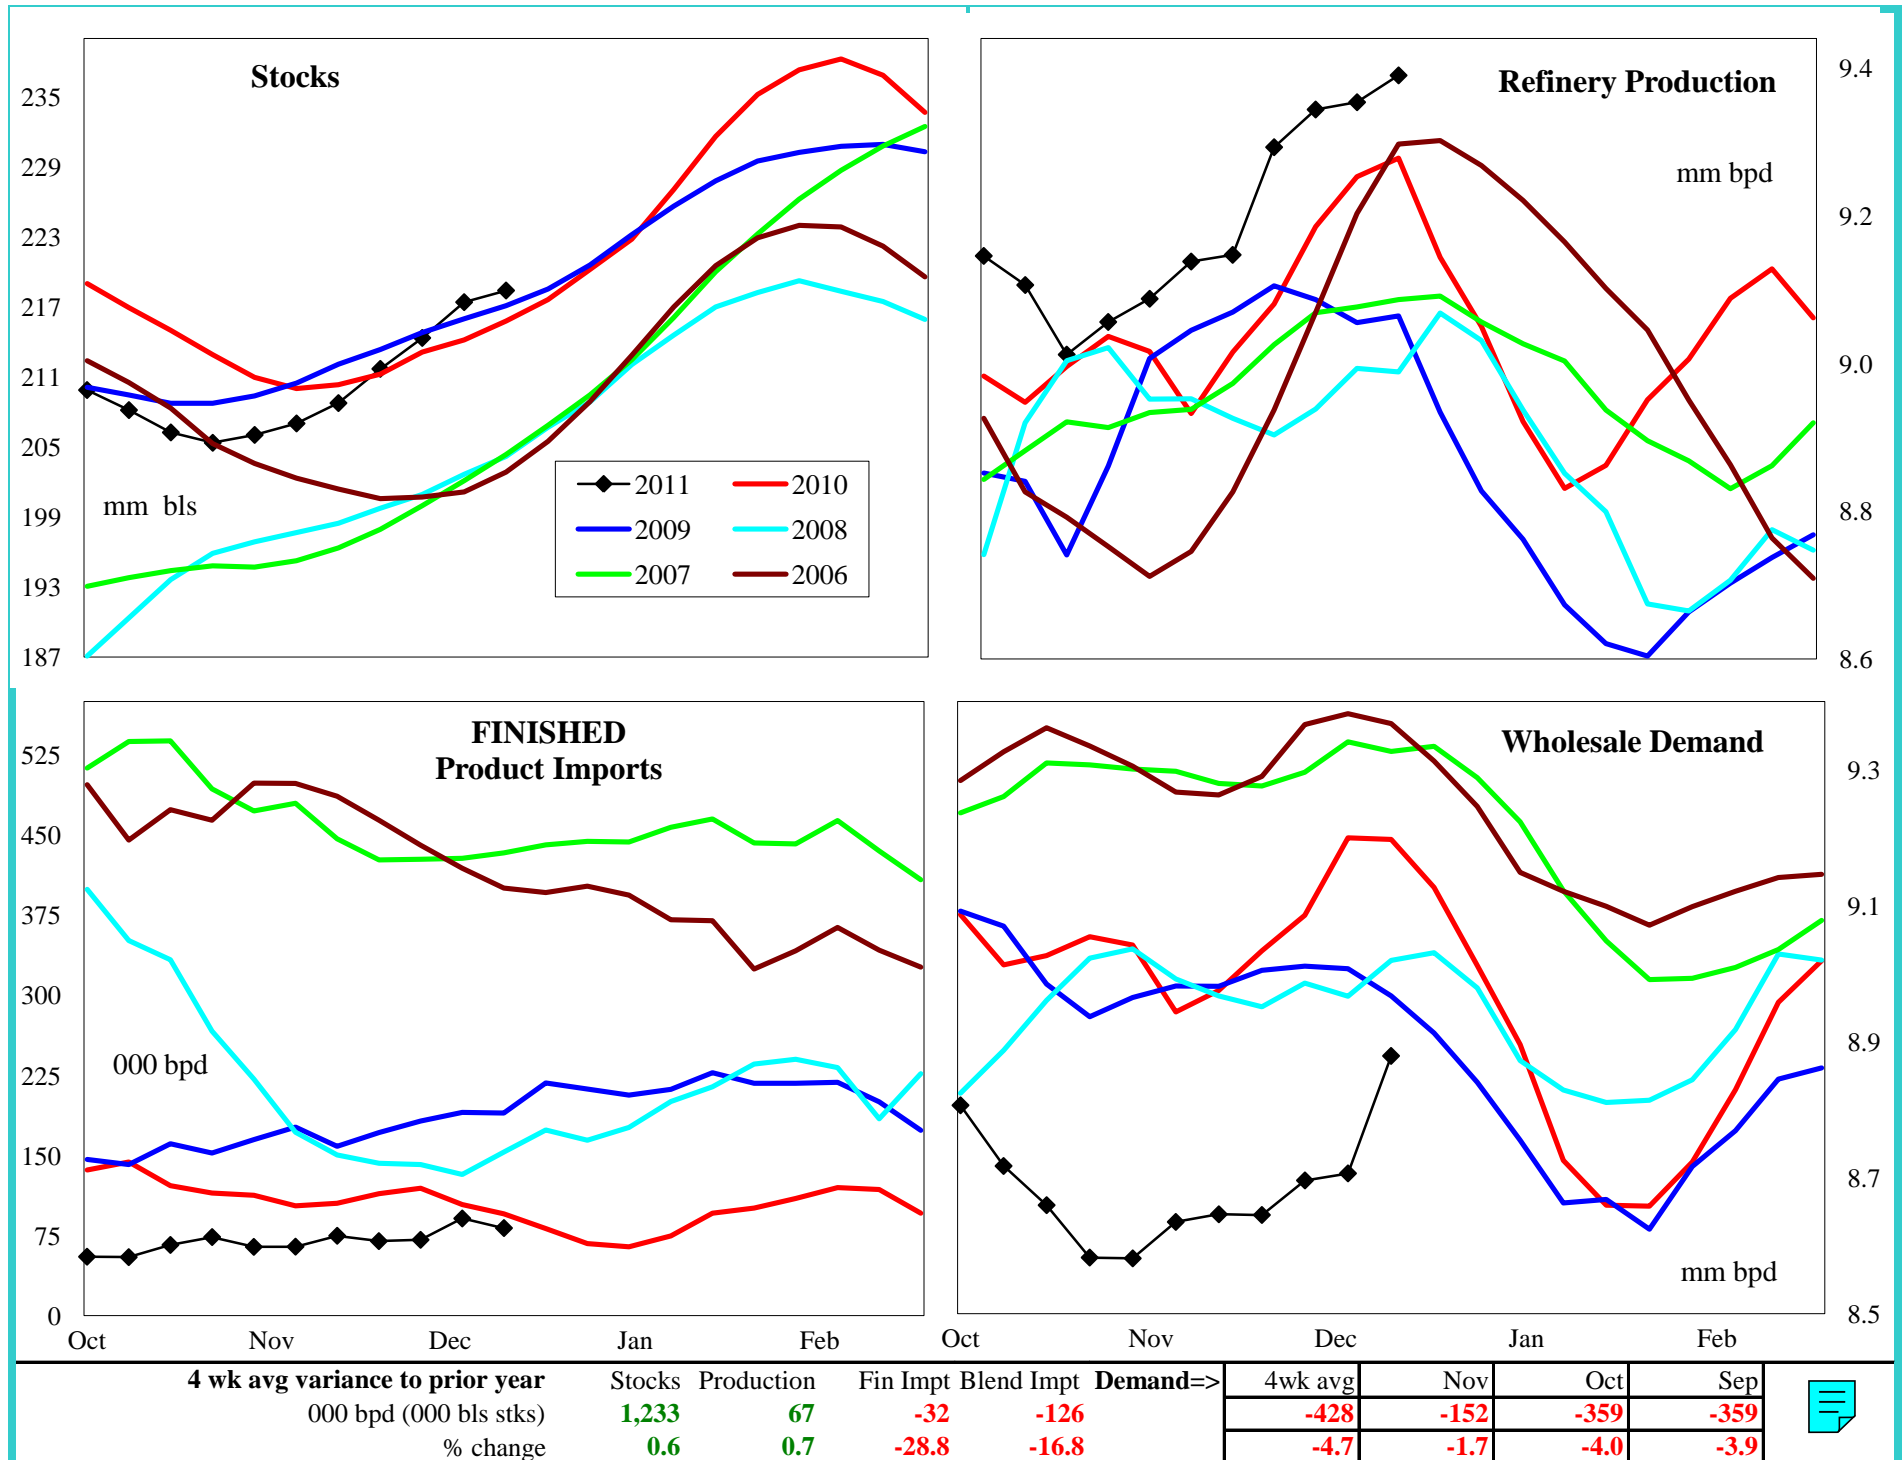 Stocks
235
229
223
217
211
205
199
193
187
mm bls
2011 2010
2009 2008
2007 2006
Refinery Production
mm bpd
9.4
9.2
9.0
8.8
8.6
FINISHED
Product Imports
525
450
375
300
225
150
75
0
000 bpd
Oct Nov Dec Jan Feb
Wholesale Demand
9.3
9.1
8.9
8.7
8.5
mm bpd
Oct Nov Dec Jan Feb
4 wk avg variance to prior year Stocks Production Fin Impt Blend Impt Demand=> 4wk avg Nov Oct Sep
000 bpd (000 bls stks) 1,233 67 -32 -126 -428 -152 -359 -359
% change 0.6 0.7 -28.8 -16.8 -4.7 -1.7 -4.0 -3.9